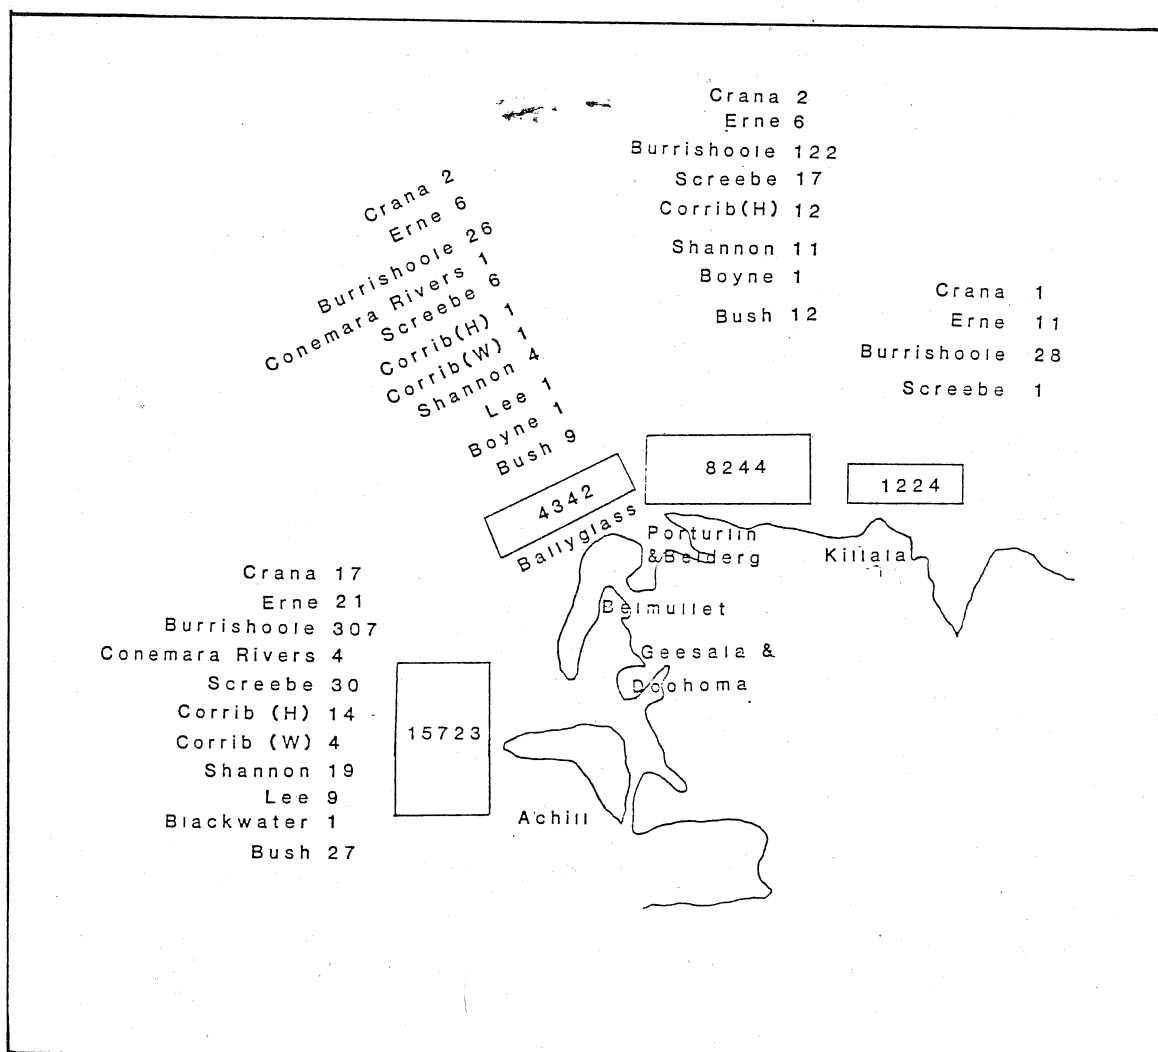 Crana 2
Erne 6
Burrishoole 122
Screebe 17
Corrib(H) 12
Shannon 11
Boyne 1
Bush 12
Crana 2
Erne 6
Burrishoole 26
Conemara Rivers 1
Screebe 6
Corrib(H) 1
Corrib(W) 1
Shannon 4
Lee 1
Boyne 1
Bush 9
Crana 1
Erne 11
Burrishoole 28
Screebe 1
4342
8244
1224
Ballyglass
Porturlin
&Belderg
Killala
Belmullet
Geesala &
Doohoma
Crana 17
Erne 21
Burrishoole 307
Conemara Rivers 4
Screebe 30
Corrib (H) 14
Corrib (W) 4
Shannon 19
Lee 9
Blackwater 1
Bush 27
15723
Achill